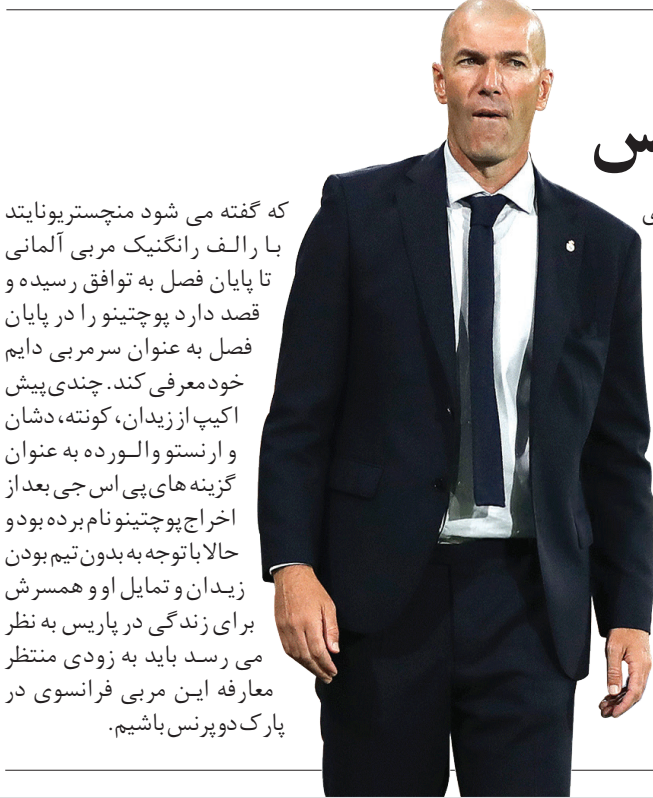 س
ی
که گفته می شود منچستریونایتد
با رالف رانگنیک مربی آلمانی
تا پایان فصل به توافق رسیده و
قصد دارد پوچتینو را در پایان
فصل به عنوان سرمربی دایم
خودمعرفی کند. چندی پیش
اکیپ از زیدان، کونته، دشان
و ارنستو والورده به عنوان
گزینه های پی اس جی بعد از
اخراج پوچتینو نام برده بود و
حالا با توجه به بدون تیم بودن
زیدان و تمایل او و همسرش
برای زندگی در پاریس به نظر
می رسد باید به زودی منتظر
معارفه این مربی فرانسوی در
پارک دو پرنس باشیم.